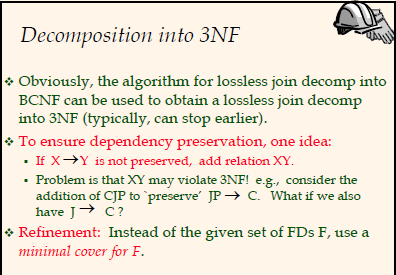 Decomposition into 3NF
❖ Obviously, the algorithm for lossless join decomp into
BCNF can be used to obtain a lossless join decomp
into 3NF (typically, can stop earlier).
❖ To ensure dependency preservation, one idea:
▪ If X → Y is not preserved, add relation XY.
▪ Problem is that XY may violate 3NF! e.g., consider the
addition of CJP to `preserve' JP → C. What if we also
have J → C ?
❖ Refinement: Instead of the given set of FDs F, use a
minimal cover for F.